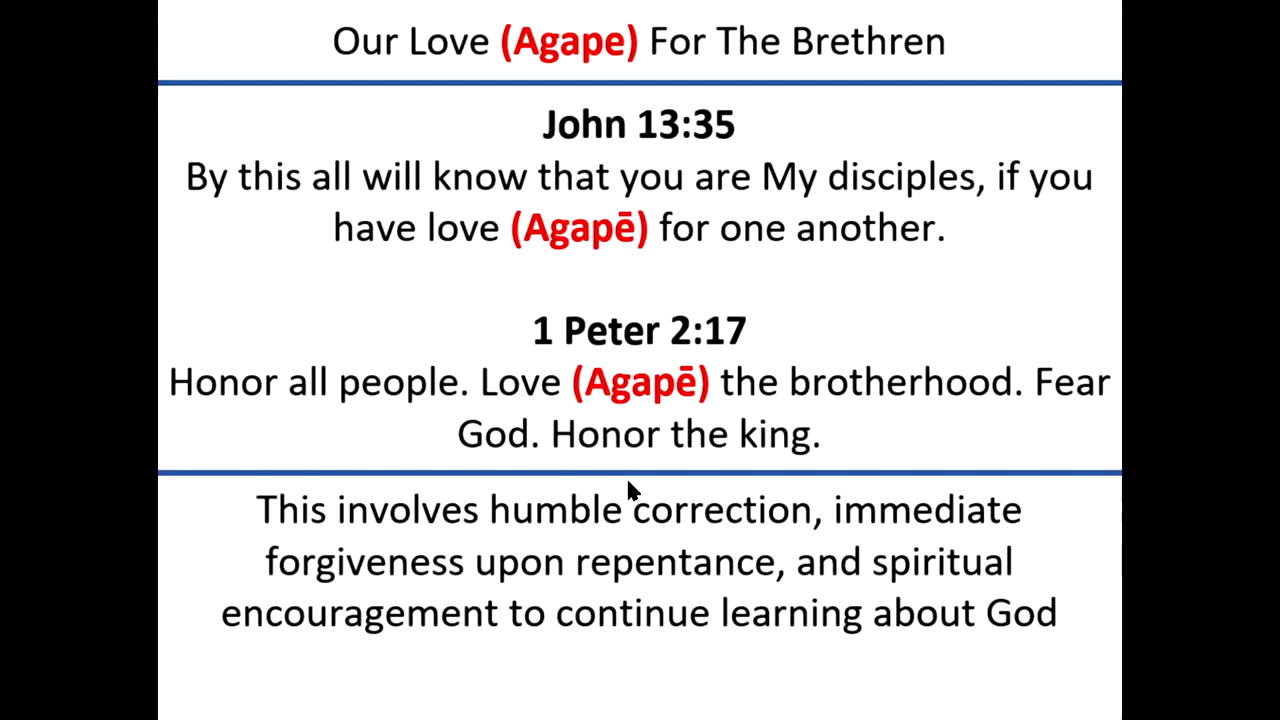 Our Love (Agape) For The Brethren
John 13:35
By this all will know that you are My disciples, if you
have love (Agapē) for one another.
1 Peter 2:17
Honor all people. Love (Agapē) the brotherhood. Fear
God. Honor the king.
This involves humble correction, immediate
forgiveness upon repentance, and spiritual
encouragement to continue learning about God